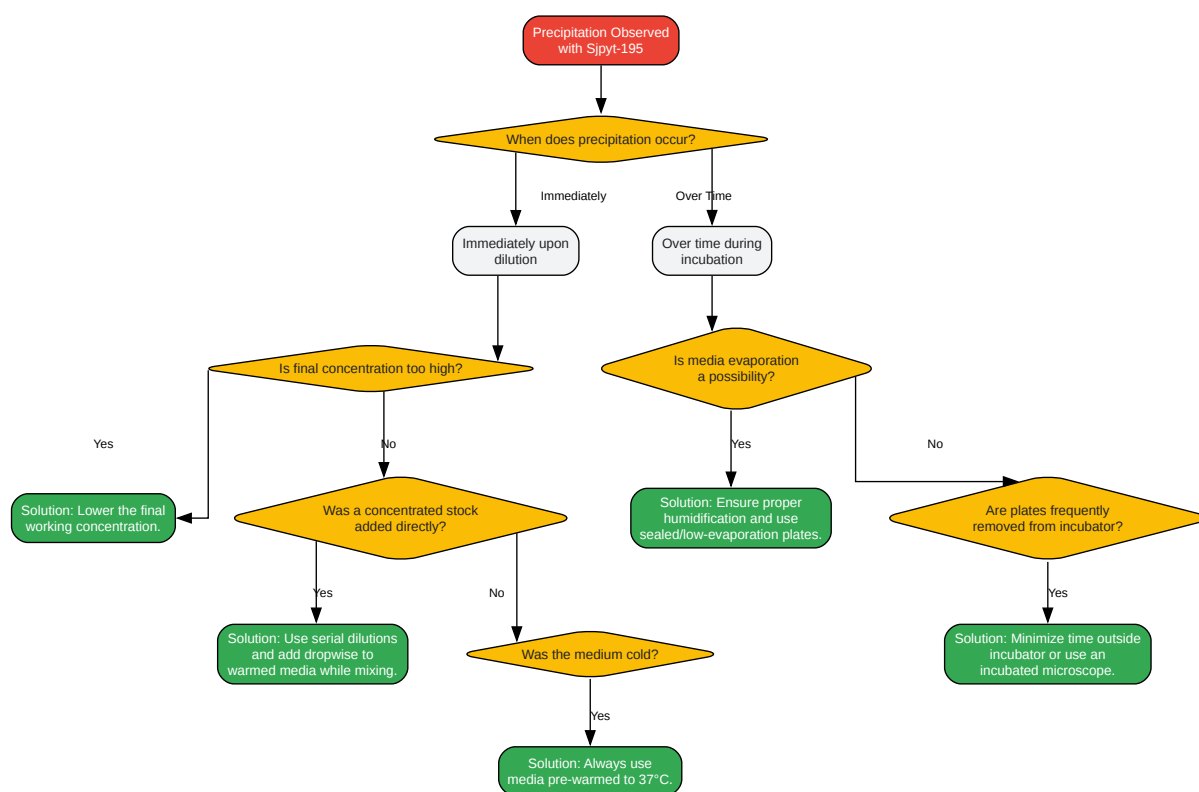 Precipitation Observed
with Sjpyt-195
When does precipitation occur?
Immediately
Over Time
Immediately upon
dilution
Over time during
incubation
Is final concentration too high?
Is media evaporation
a possibility?
Yes
No
Yes
No
Solution: Lower the final
working concentration.
Was a concentrated stock
added directly?
Solution: Ensure proper
humidification and use
sealed/low-evaporation plates.
Are plates frequently
removed from incubator?
Yes
No
Yes
Solution: Use serial dilutions
and add dropwise to
warmed media while mixing.
Was the medium cold?
Solution: Minimize time outside
incubator or use an
incubated microscope.
Yes
Solution: Always use
media pre-warmed to 37°C.